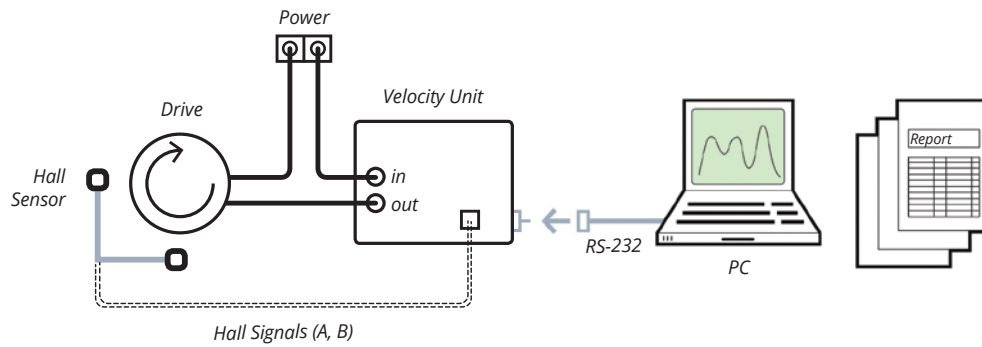 Power
Velocity Unit
Drive
Report
Hall
Sensor
in
out
RS-232
PC
Hall Signals (A, B)